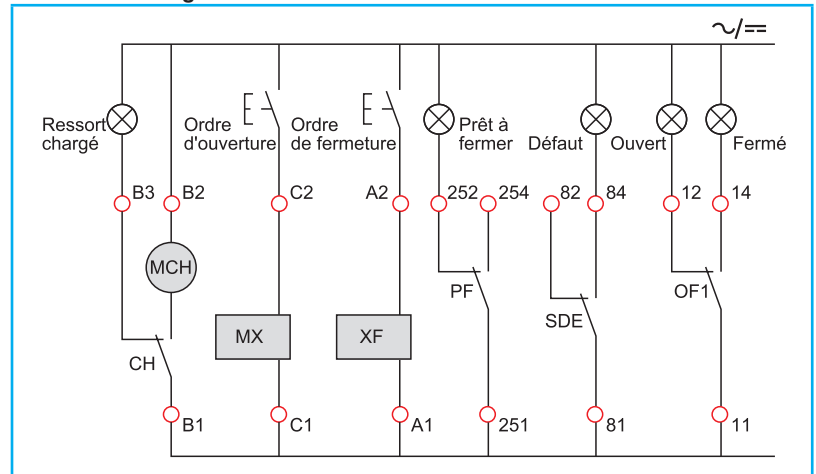 Ressort
chargé
Ordre
d'ouverture
Ordre
de fermeture
Prêt à
fermer
Défaut
Ouvert
Fermé
B3
B2
C2
A2
252
254
82
84
12
14
MCH
PF
OF1
SDE
MX
XF
CH
B1
C1
A1
251
81
11